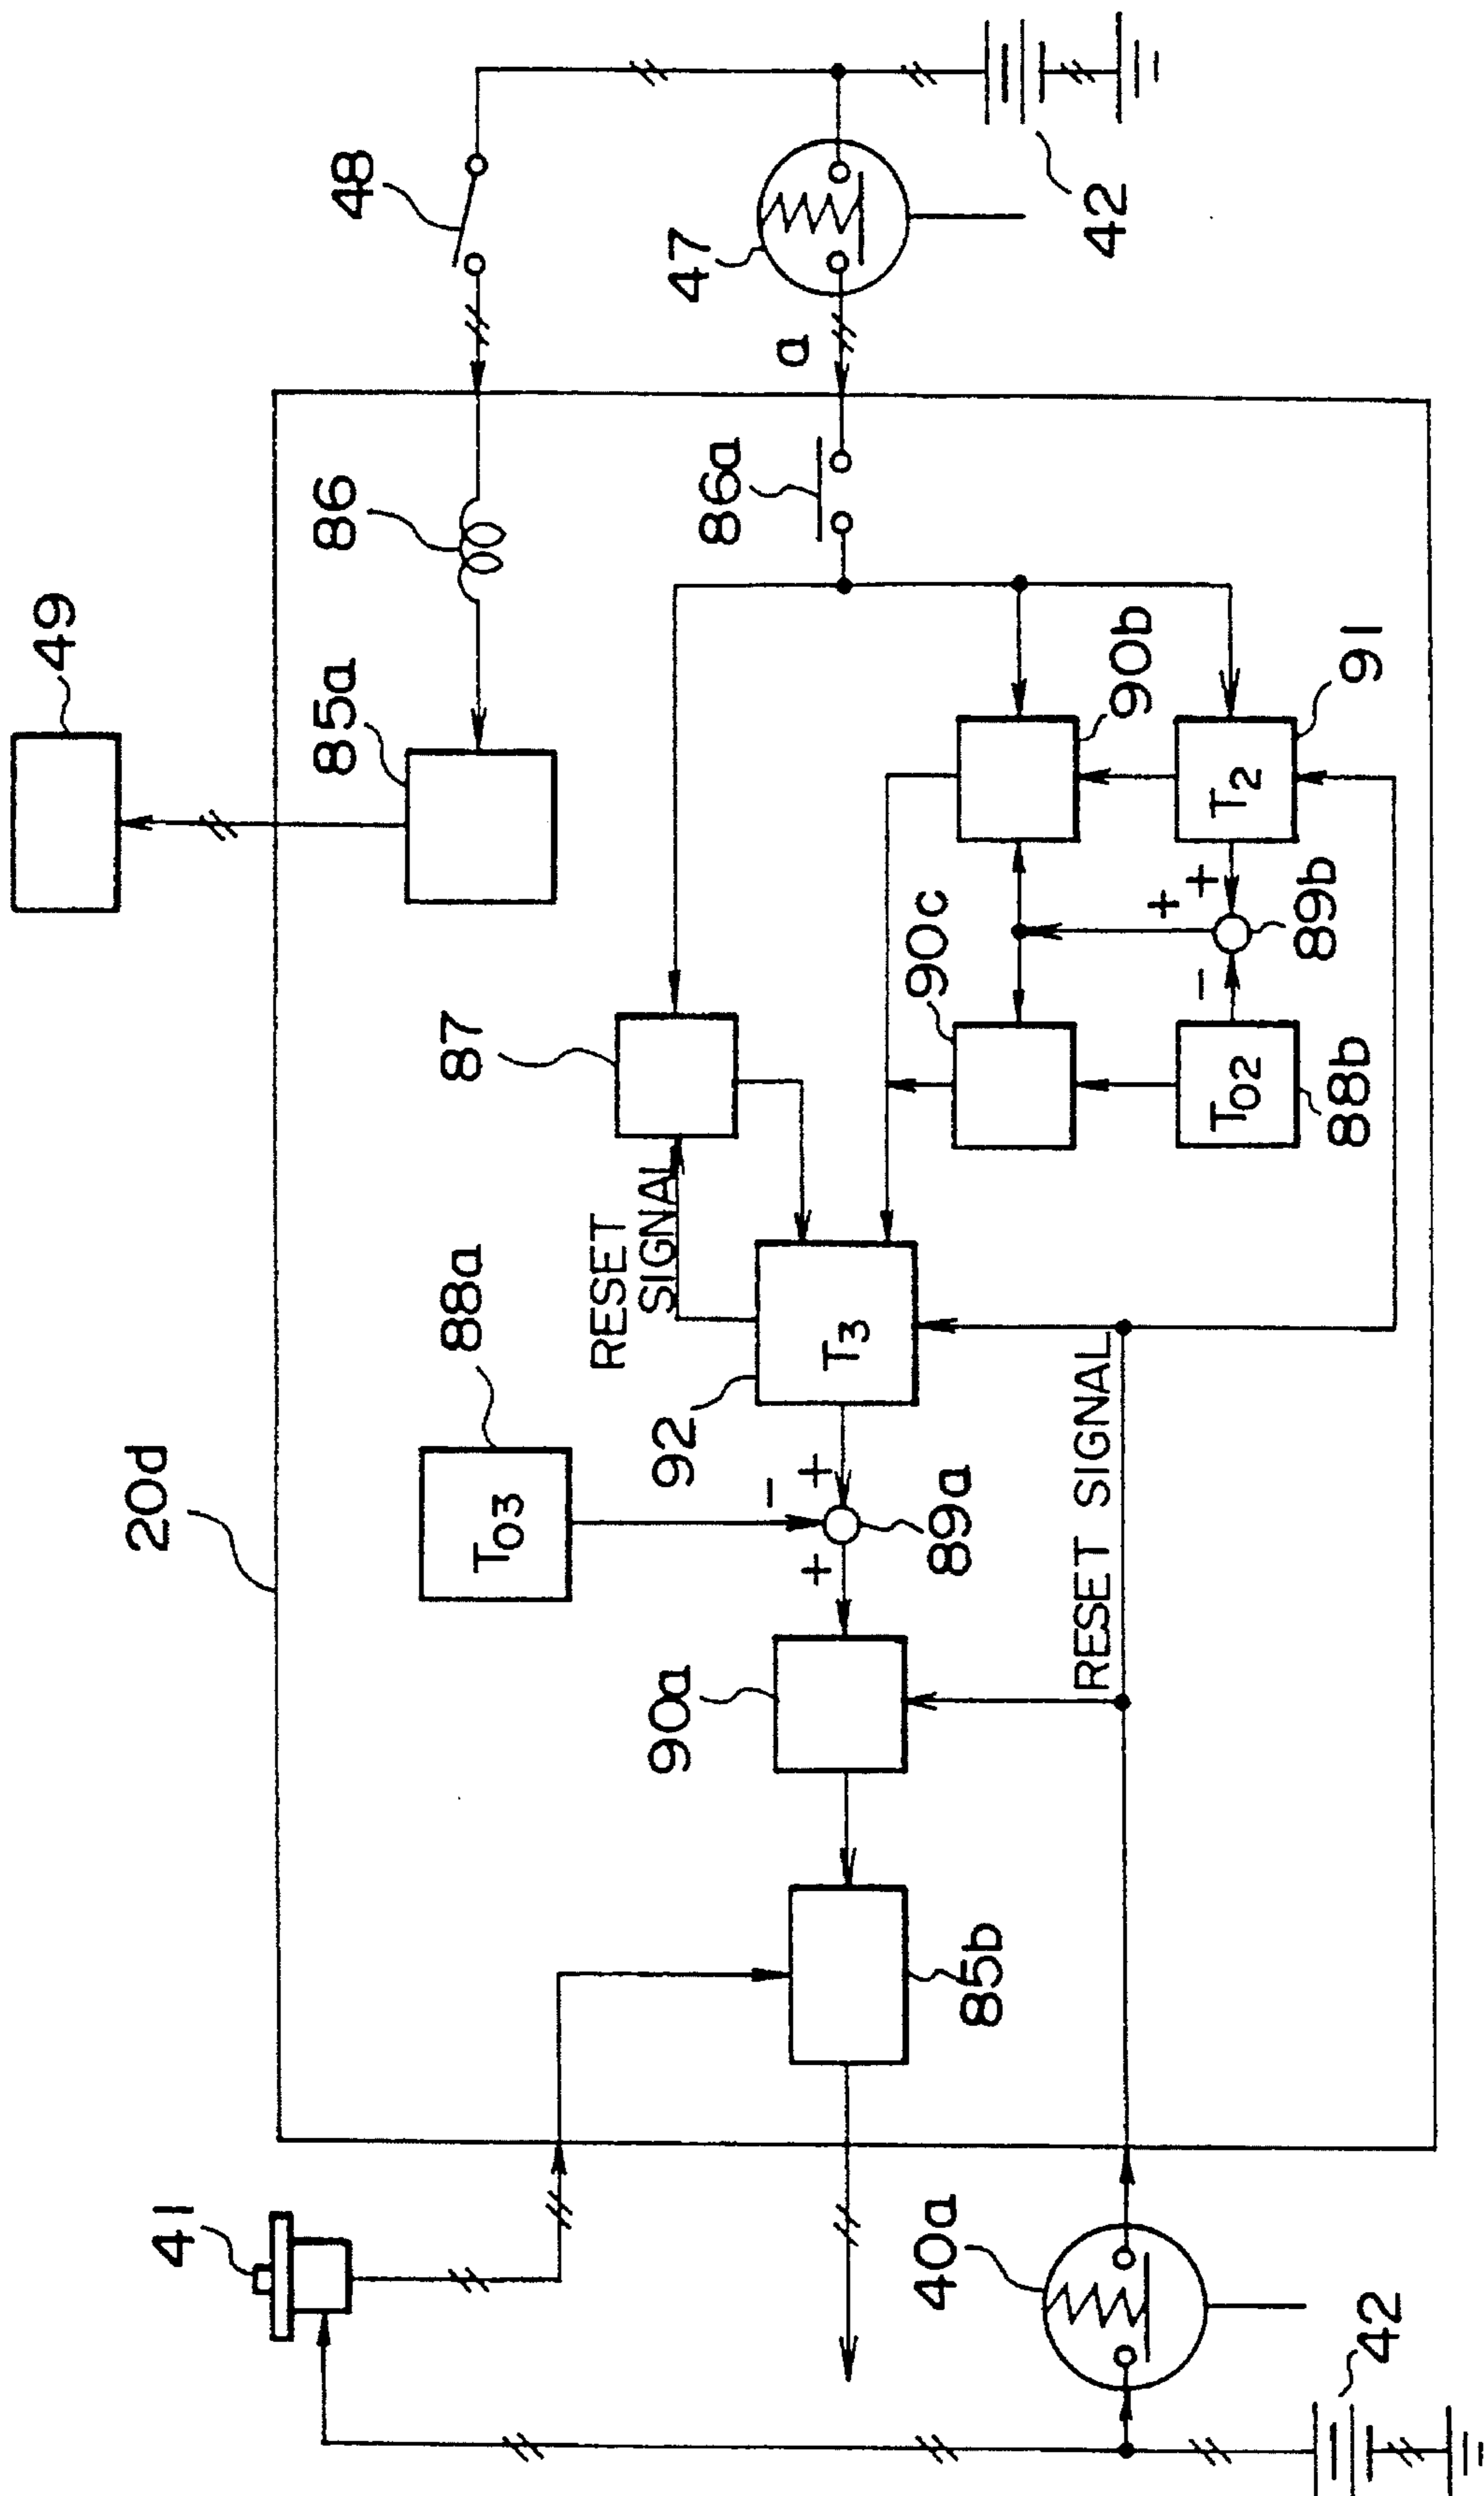 49
20d
41
48
86
85a
88a
T03
87
RESET
SIGNAL
47
a
86a
92
T3
+
-
+
89a
90a
90c
90b
T2
91
+
+
-
89b
T02
88b
RESET SIGNAL
85b
40a
42
42